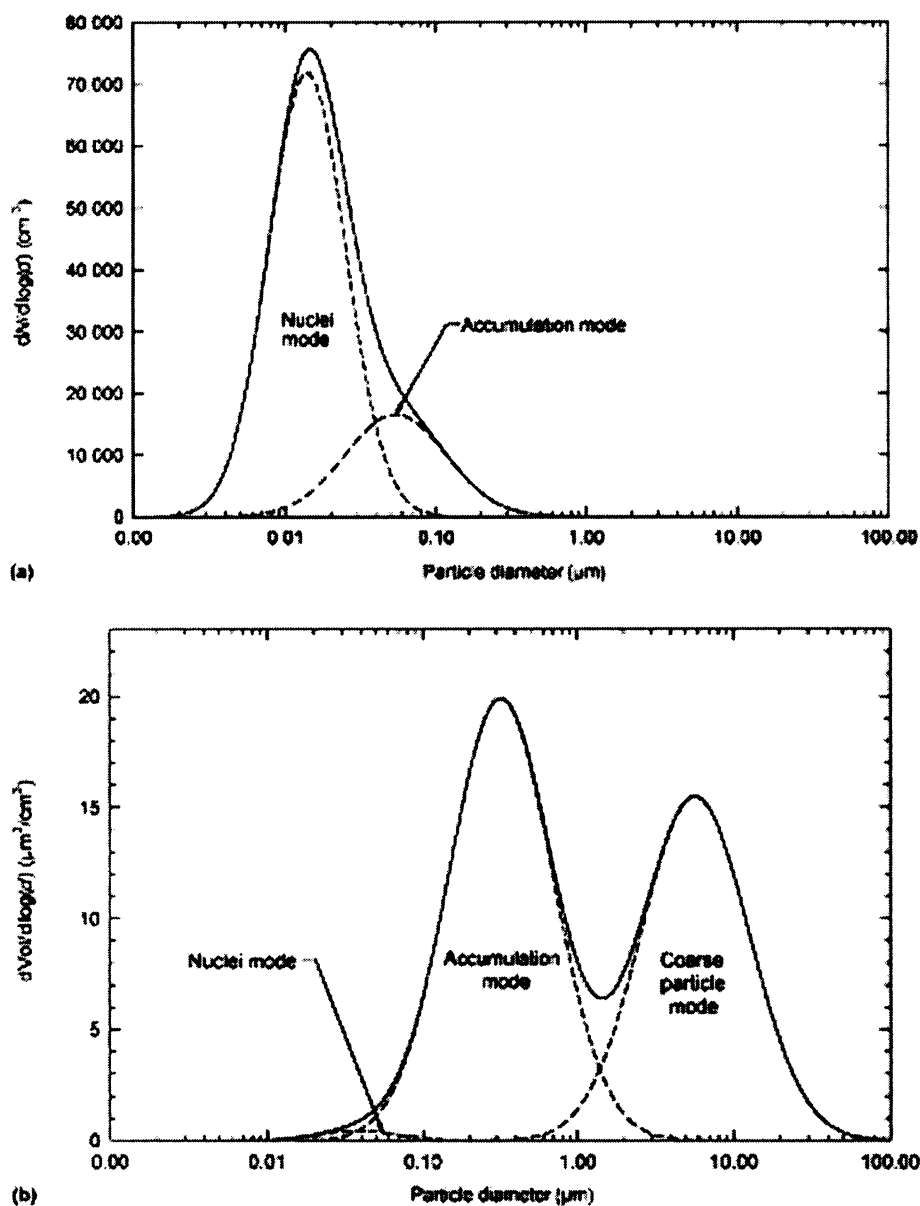 80 000
70 000
60 000
50 000
40 000
30 000
20 000
10 000
0
dN/dlog(d) (cm⁻³)
Nuclei
mode
Accumulation mode
0.00 0.01 0.10 1.00 10.00 100.00
Particle diameter (µm)
(a)
20
15
10
5
0
dVol/dlog(d) (µm³/cm³)
Nuclei mode
Accumulation
mode
Coarse
particle
mode
0.00 0.01 0.10 1.00 10.00 100.00
Particle diameter (µm)
(b)